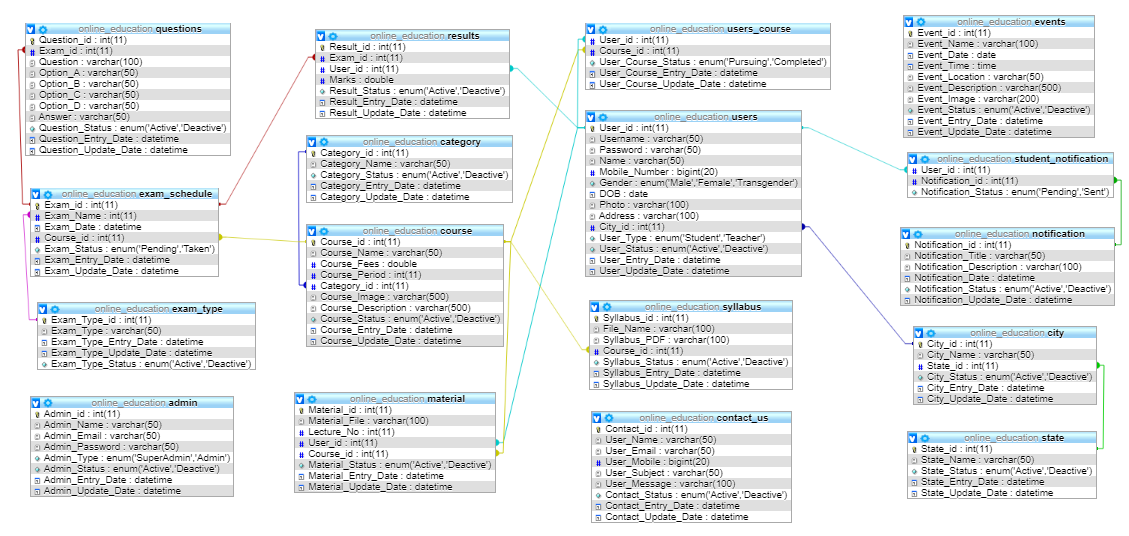 online_education questions
Question_id : int(11)
Exam_id : int(11)
Question : varchar(100)
Option_A : varchar(50)
Option_B : varchar(50)
Option_C : varchar(50)
Option_D : varchar(50)
Answer : varchar(50)
Question_Status : enum('Active','Deactive')
Question_Entry_Date : datetime
Question_Update_Date : datetime
online_education results
Result_id : int(11)
Exam_id : int(11)
User_id : int(11)
Marks : double
Result_Status : enum('Active','Deactive')
Result_Entry_Date : datetime
Result_Update_Date : datetime
online_education users_course
User_id : int(11)
Course_id : int(11)
User_Course_Status : enum('Pursuing','Completed')
User_Course_Entry_Date : datetime
User_Course_Update_Date : datetime
online_education events
Event_id : int(11)
Event_Name : varchar(100)
Event_Date : date
Event_Time : time
Event_Location : varchar(50)
Event_Description : varchar(500)
Event_Image : varchar(200)
Event_Status : enum('Active','Deactive')
Event_Entry_Date : datetime
Event_Update_Date : datetime
online_education category
Category_id : int(11)
Category_Name : varchar(50)
Category_Status : enum('Active','Deactive')
Category_Entry_Date : datetime
Category_Update_Date : datetime
online_education users
User_id : int(11)
Username : varchar(50)
Password : varchar(50)
Name : varchar(50)
Mobile_Number : bigint(20)
Gender : enum('Male','Female','Transgender')
DOB : date
Photo : varchar(100)
Address : varchar(100)
City_id : int(11)
User_Type : enum('Student','Teacher')
User_Status : enum('Active','Deactive')
User_Entry_Date : datetime
User_Update_Date : datetime
online_education student_notification
User_id : int(11)
Notification_id : int(11)
Notification_Status : enum('Pending','Sent')
online_education exam_schedule
Exam_id : int(11)
Exam_Name : int(11)
Exam_Date : datetime
Course_id : int(11)
Exam_Status : enum('Pending','Taken')
Exam_Entry_Date : datetime
Exam_Update_Date : datetime
online_education course
Course_id : int(11)
Course_Name : varchar(50)
Course_Fees : double
Course_Period : int(11)
Category_id : int(11)
Course_Image : varchar(500)
Course_Description : varchar(500)
Course_Status : enum('Active','Deactive')
Course_Entry_Date : datetime
Course_Update_Date : datetime
online_education notification
Notification_id : int(11)
Notification_Title : varchar(50)
Notification_Description : varchar(100)
Notification_Date : datetime
Notification_Status : enum('Active','Deactive')
Notification_Update_Date : datetime
online_education exam_type
Exam_Type_id : int(11)
Exam_Type : varchar(50)
Exam_Type_Entry_Date : datetime
Exam_Type_Update_Date : datetime
Exam_Type_Status : enum('Active','Deactive')
online_education syllabus
Syllabus_id : int(11)
File_Name : varchar(100)
Syllabus_PDF : varchar(100)
Course_id : int(11)
Syllabus_Status : enum('Active','Deactive')
Syllabus_Entry_Date : datetime
Syllabus_Update_Date : datetime
online_education city
City_id : int(11)
City_Name : varchar(50)
State_id : int(11)
City_Status : enum('Active','Deactive')
City_Entry_Date : datetime
City_Update_Date : datetime
online_education admin
Admin_id : int(11)
Admin_Name : varchar(50)
Admin_Email : varchar(50)
Admin_Password : varchar(50)
Admin_Type : enum('SuperAdmin','Admin')
Admin_Status : enum('Active','Deactive')
Admin_Entry_Date : datetime
Admin_Update_Date : datetime
online_education material
Material_id : int(11)
Material_File : varchar(100)
Lecture_No : int(11)
User_id : int(11)
Course_id : int(11)
Material_Status : enum('Active','Deactive')
Material_Entry_Date : datetime
Material_Update_Date : datetime
online_education contact_us
Contact_id : int(11)
User_Name : varchar(50)
User_Email : varchar(50)
User_Mobile : bigint(20)
User_Subject : varchar(50)
User_Message : varchar(100)
Contact_Status : enum('Active','Deactive')
Contact_Entry_Date : datetime
Contact_Update_Date : datetime
online_education state
State_id : int(11)
State_Name : varchar(50)
State_Status : enum('Active','Deactive')
State_Entry_Date : datetime
State_Update_Date : datetime